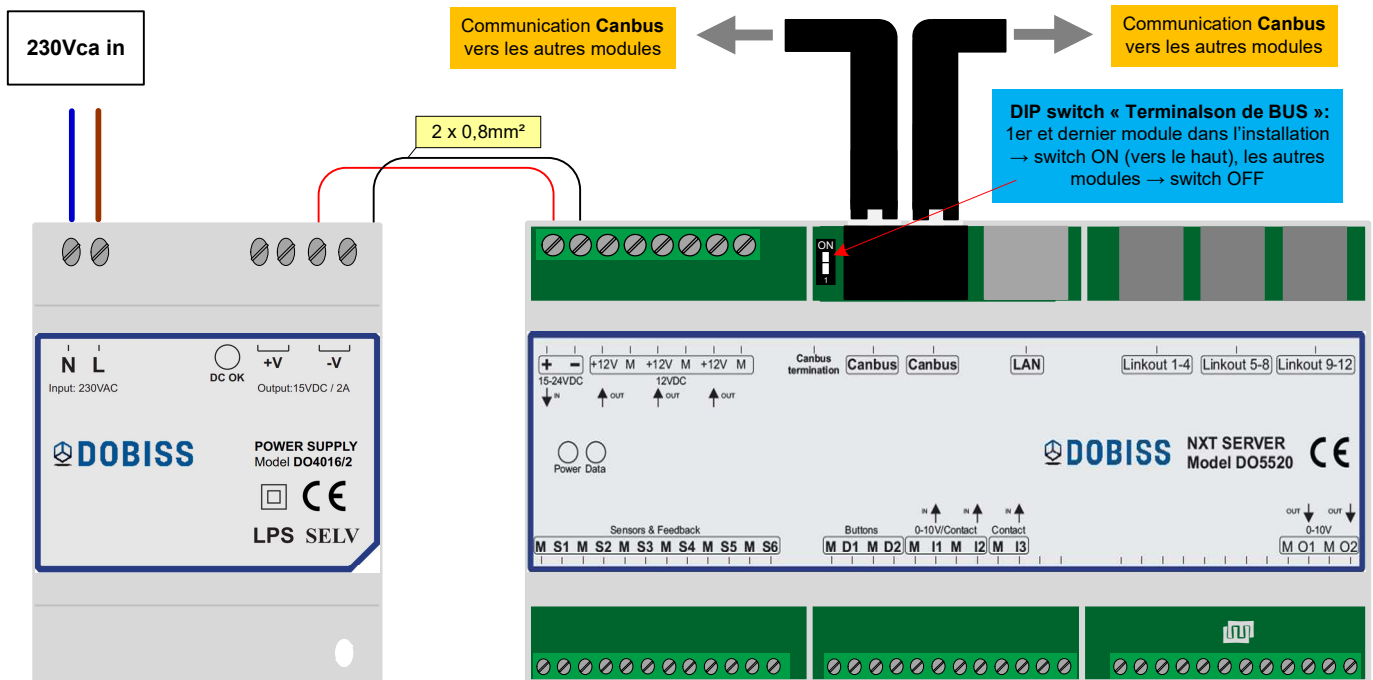 230Vca in
Communication Canbus
vers les autres modules
Communication Canbus
vers les autres modules
2 x 0,8mm²
DIP switch « Terminalson de BUS »:
1er et dernier module dans l'installation
→ switch ON (vers le haut), les autres
modules → switch OFF
ON
1
N L
Input: 230VAC
DC OK
+V -V
Output:15VDC / 2A
DOBISS
POWER SUPPLY
Model DO4016/2
CE
LPS SELV
+ - +12V M +12V M +12V M
15-24VDC 12VDC
IN OUT OUT OUT
Canbus
termination
Canbus Canbus
LAN
Linkout 1-4 Linkout 5-8 Linkout 9-12
Power Data
DOBISS
NXT SERVER
Model DO5520
CE
Sensors & Feedback
M S1 M S2 M S3 M S4 M S5 M S6
Buttons
M D1 M D2
IN IN
0-10V/Contact
M I1 M I2
IN
Contact
M I3
OUT OUT
0-10V
M O1 M O2